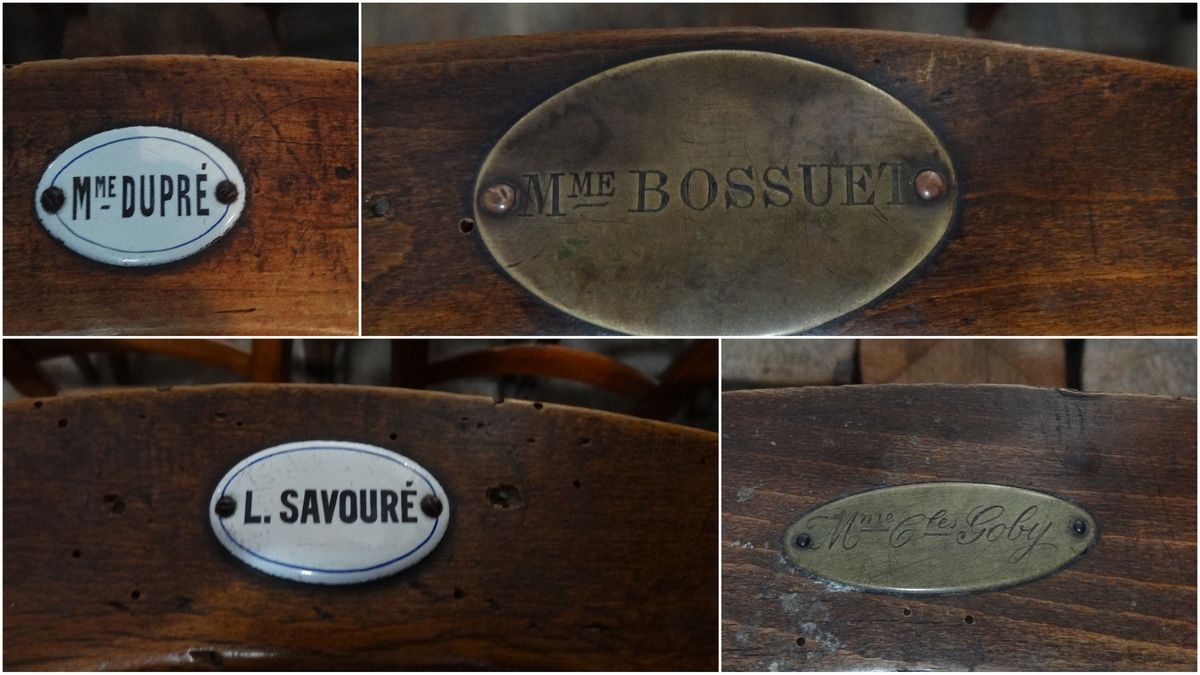 Mme DUPRÉ
Mme BOSSUET
L. SAVOURÉ
Mme Cles Goby